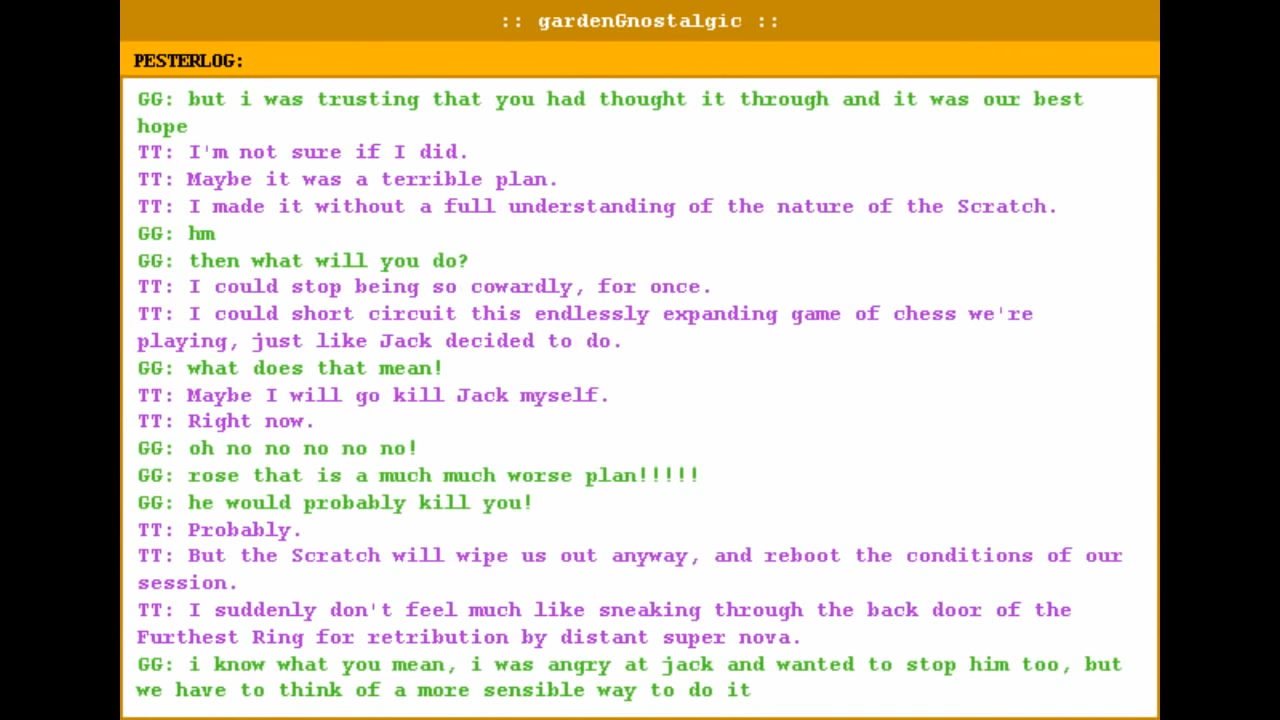 :: gardenGnostalgic ::
PESTERLOG:
GG: but i was trusting that you had thought it through and it was our best
hope
TT: I'm not sure if I did.
TT: Maybe it was a terrible plan.
TT: I made it without a full understanding of the nature of the Scratch.
GG: hm
GG: then what will you do?
TT: I could stop being so cowardly, for once.
TT: I could short circuit this endlessly expanding game of chess we're
playing, just like Jack decided to do.
GG: what does that mean!
TT: Maybe I will go kill Jack myself.
TT: Right now.
GG: oh no no no no no!
GG: rose that is a much much worse plan!!!!!
GG: he would probably kill you!
TT: Probably.
TT: But the Scratch will wipe us out anyway, and reboot the conditions of our
session.
TT: I suddenly don't feel much like sneaking through the back door of the
Furthest Ring for retribution by distant super nova.
GG: i know what you mean, i was angry at jack and wanted to stop him too, but
we have to think of a more sensible way to do it